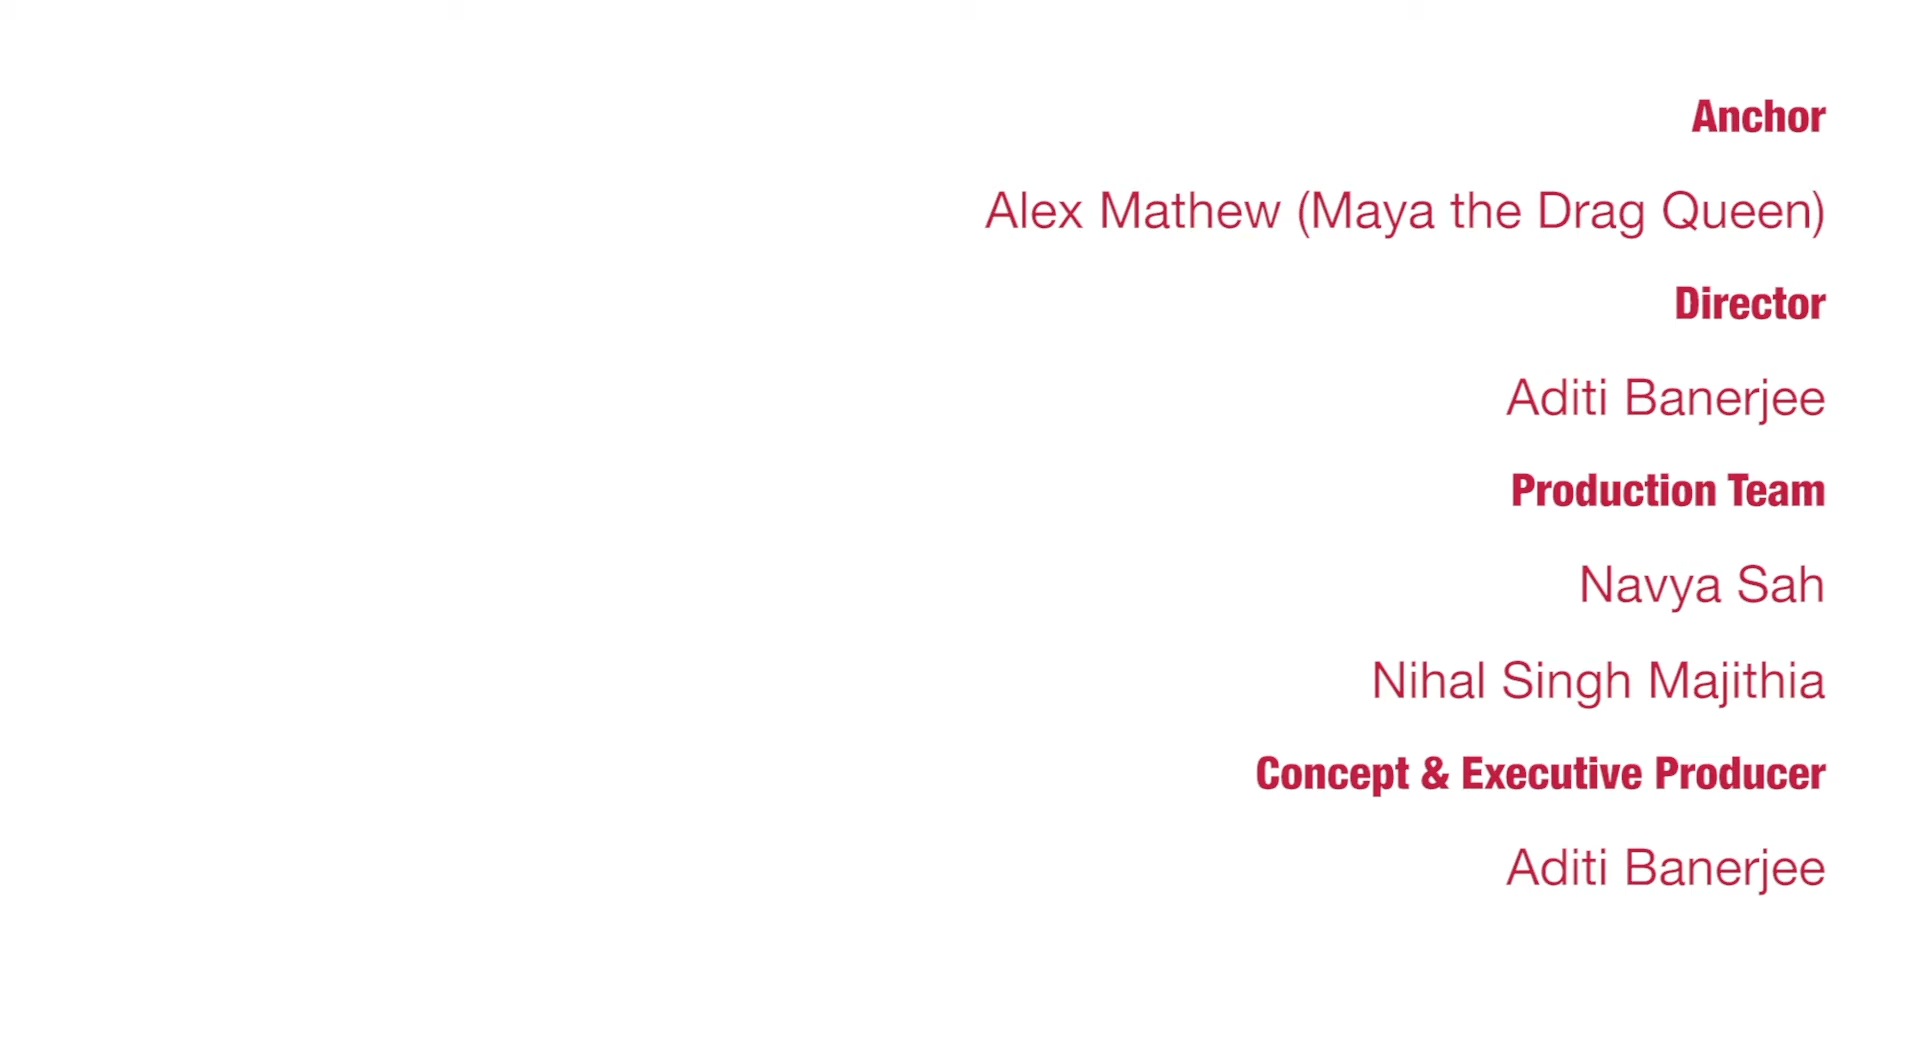 Anchor
Alex Mathew (Maya the Drag Queen)
Director
Aditi Banerjee
Production Team
Navya Sah
Nihal Singh Majithia
Concept & Executive Producer
Aditi Banerjee